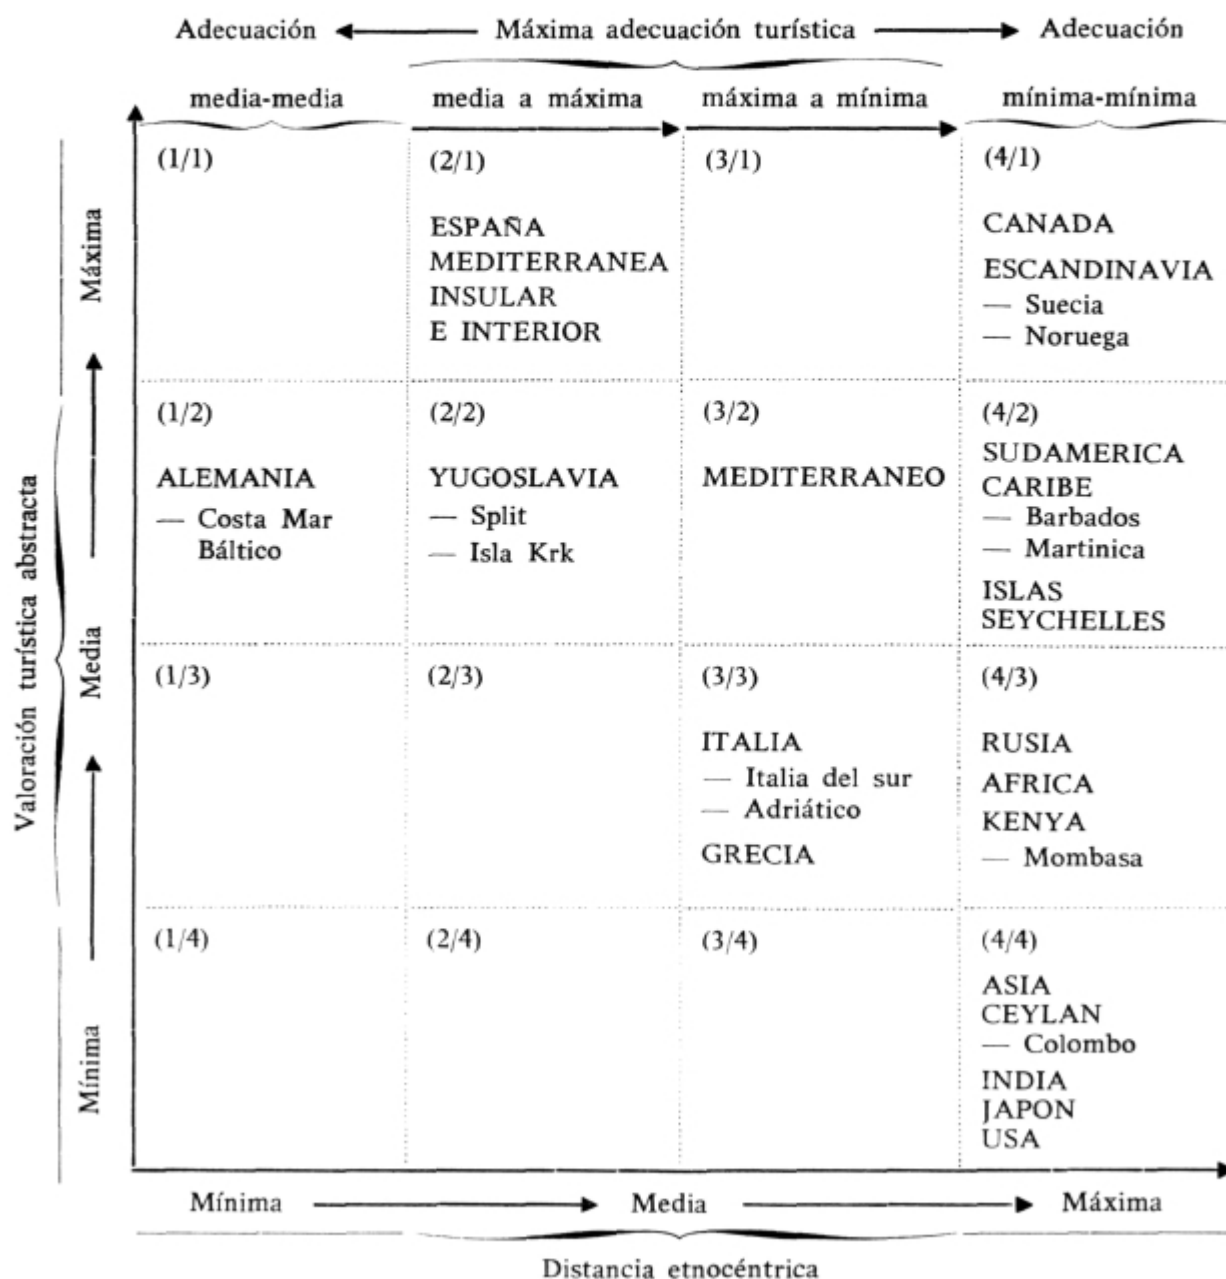 Adecuación Máxima adecuación turística Adecuación
media-media media a máxima máxima a mínima mínima-mínima
Valoración turística abstracta
Máxima
Media
Mínima
(1/1)
(2/1)
ESPAÑA
MEDITERRANEA
INSULAR
E INTERIOR
(3/1)
(4/1)
CANADA
ESCANDINAVIA
— Suecia
— Noruega
(1/2)
ALEMANIA
— Costa Mar
Báltico
(2/2)
YUGOSLAVIA
— Split
— Isla Krk
(3/2)
MEDITERRANEO
(4/2)
SUDAMERICA
CARIBE
— Barbados
— Martinica
ISLAS
SEYCHELLES
(1/3)
(2/3)
(3/3)
ITALIA
— Italia del sur
— Adriático
GRECIA
(4/3)
RUSIA
AFRICA
KENYA
— Mombasa
(1/4)
(2/4)
(3/4)
(4/4)
ASIA
CEYLAN
— Colombo
INDIA
JAPON
USA
Mínima Media Máxima
Distancia etnocéntrica